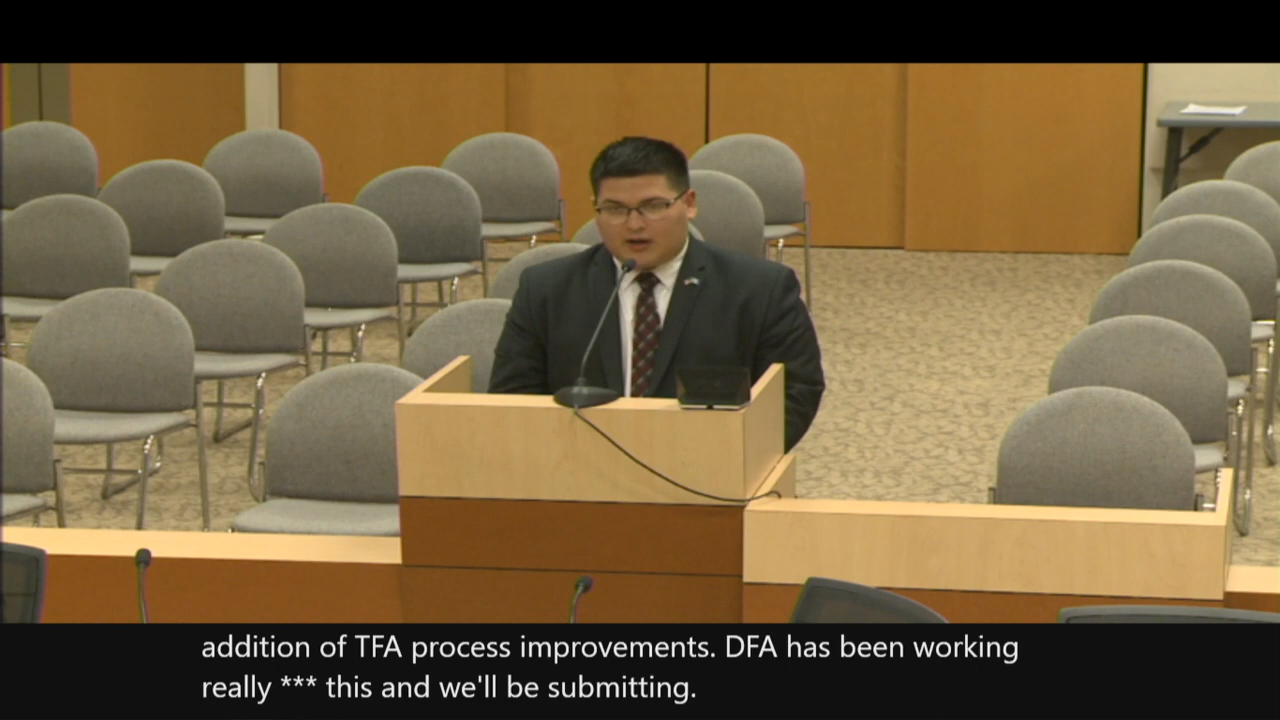 addition of TFA process improvements. DFA has been working
really *** this and we'll be submitting.